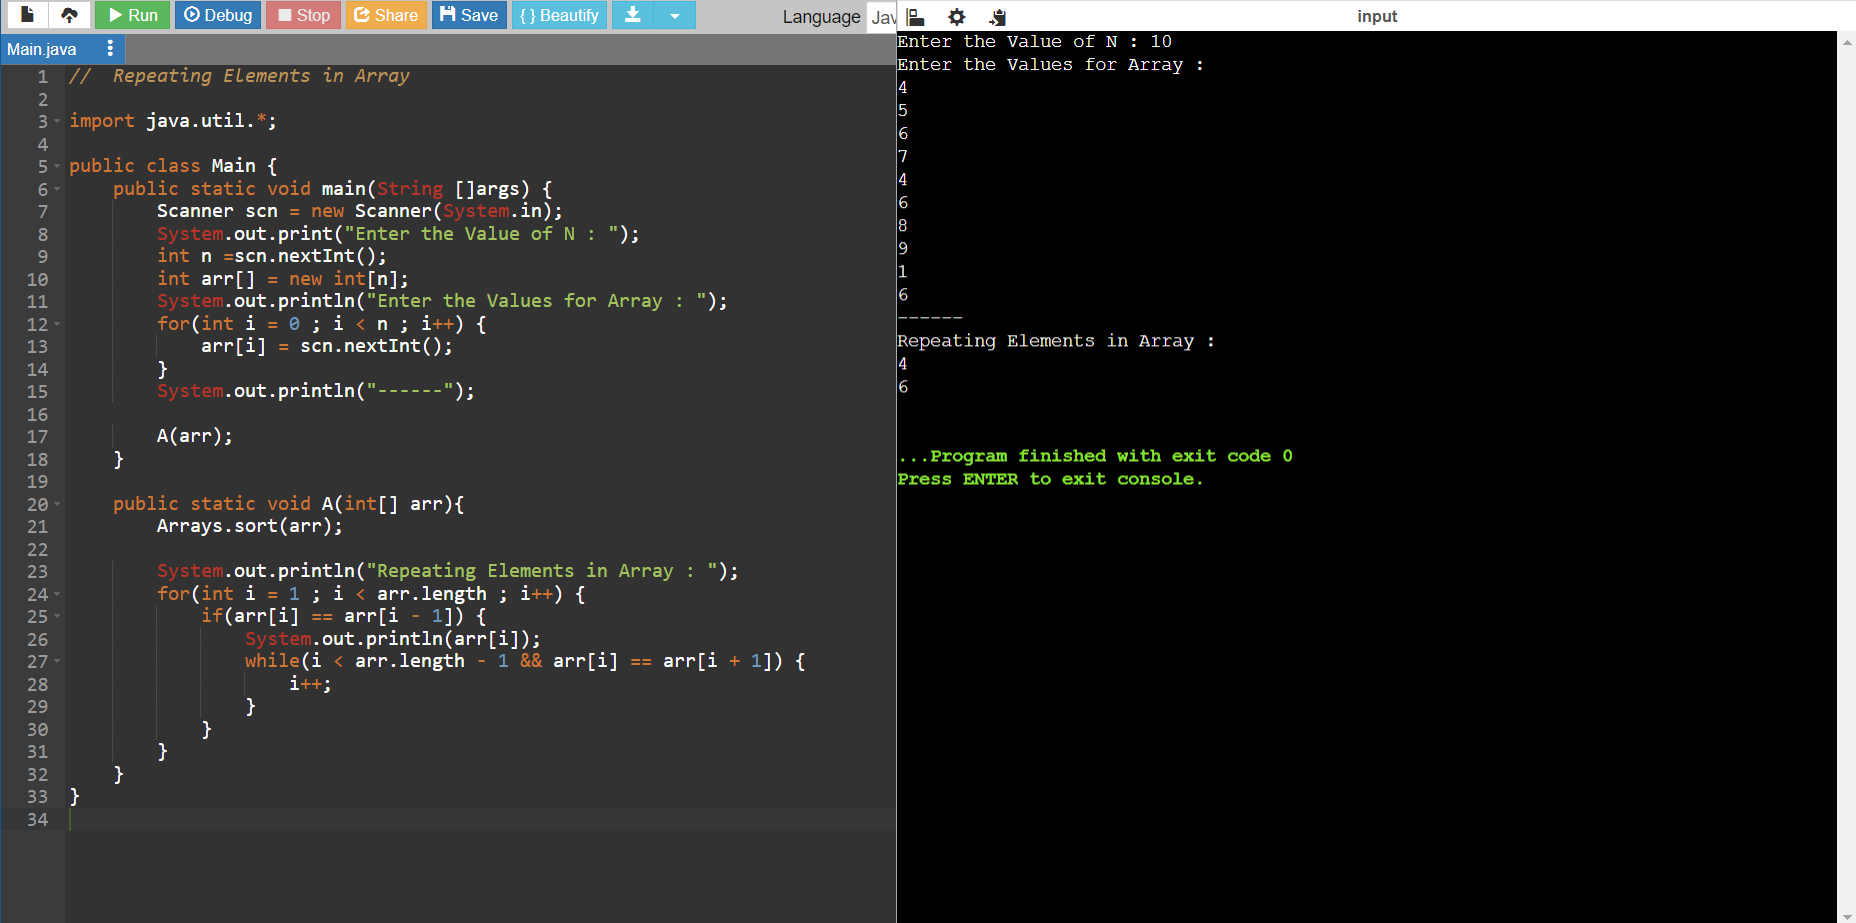 Run Debug Stop Share Save { } Beautify Language Jav
Main.java
1 //  Repeating Elements in Array
2
3 import java.util.*;
4
5 public class Main {
6     public static void main(String []args) {
7         Scanner scn = new Scanner(System.in);
8         System.out.print("Enter the Value of N : ");
9         int n =scn.nextInt();
10         int arr[] = new int[n];
11         System.out.println("Enter the Values for Array : ");
12         for(int i = 0 ; i < n ; i++) {
13             arr[i] = scn.nextInt();
14         }
15         System.out.println("------");
16
17         A(arr);
18     }
19
20     public static void A(int[] arr){
21         Arrays.sort(arr);
22
23         System.out.println("Repeating Elements in Array : ");
24         for(int i = 1 ; i < arr.length ; i++) {
25             if(arr[i] == arr[i - 1]) {
26                 System.out.println(arr[i]);
27                 while(i < arr.length - 1 && arr[i] == arr[i + 1]) {
28                     i++;
29                 }
30             }
31         }
32     }
33 }
34
input
Enter the Value of N : 10
Enter the Values for Array :
4
5
6
7
4
6
8
9
1
6
------
Repeating Elements in Array :
4
6
...Program finished with exit code 0
Press ENTER to exit console.